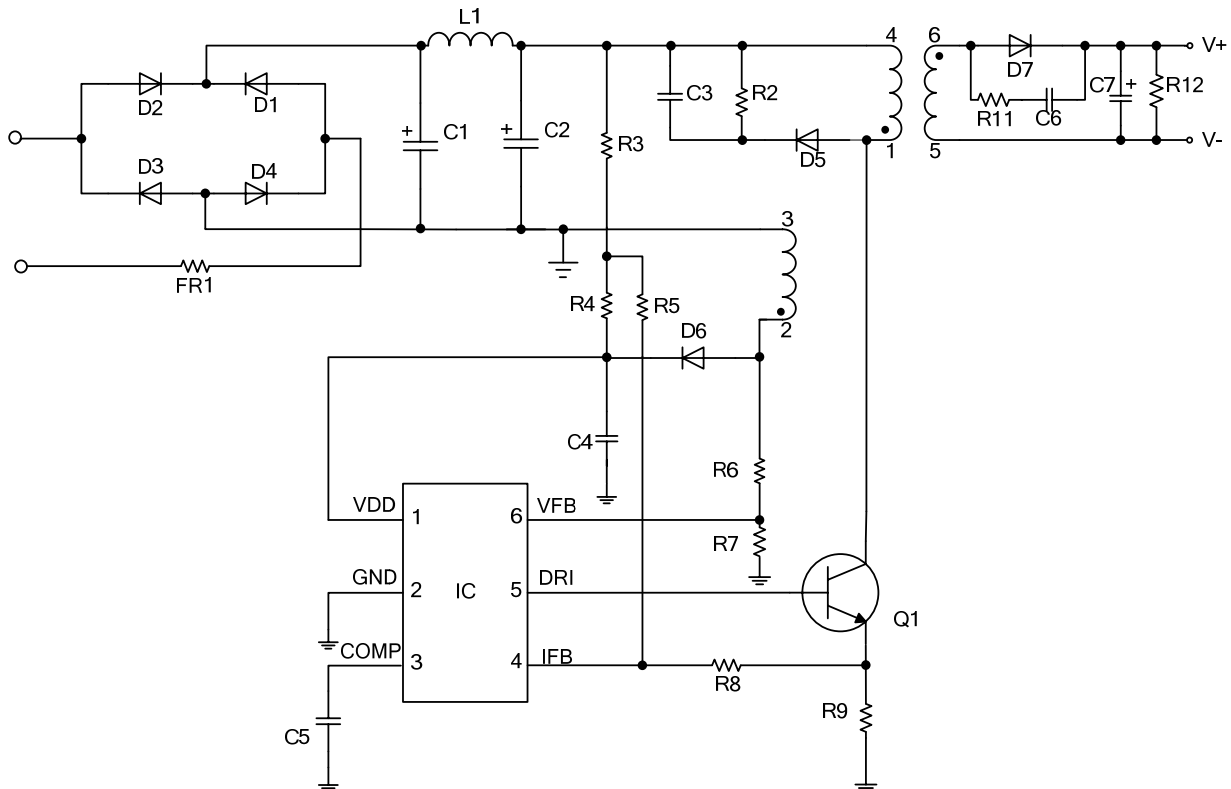 L1
4
6
V+
D2
D1
D7
C3
R2
C7
+
R12
R11
C6
+
C1
+
C2
R3
D5
1
5
V-
D3
D4
3
FR1
R4
R5
2
D6
C4
R6
VDD
1
6
VFB
R7
GND
2
IC
5
DRI
Q1
COMP
3
4
IFB
R8
C5
R9